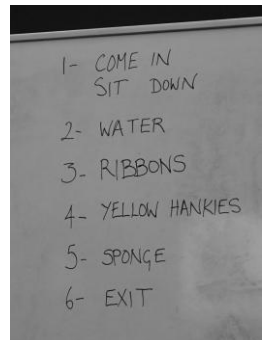 1- COME IN
SIT DOWN
2- WATER
3- RIBBONS
4- YELLOW HANKIES
5- SPONGE
6- EXIT